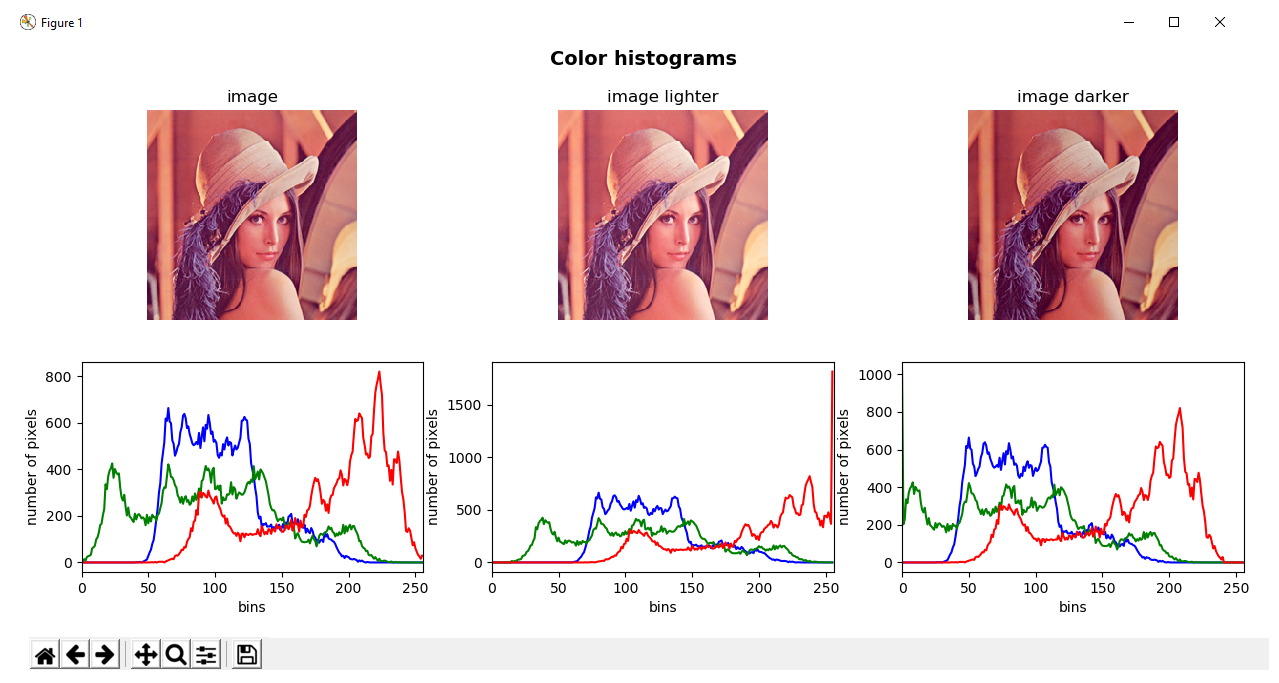 Figure 1
Color histograms
image
image lighter
image darker
number of pixels
800
600
400
200
0
0 50 100 150 200 250
bins
number of pixels
1500
1000
500
0
0 50 100 150 200 250
bins
number of pixels
1000
800
600
400
200
0
0 50 100 150 200 250
bins